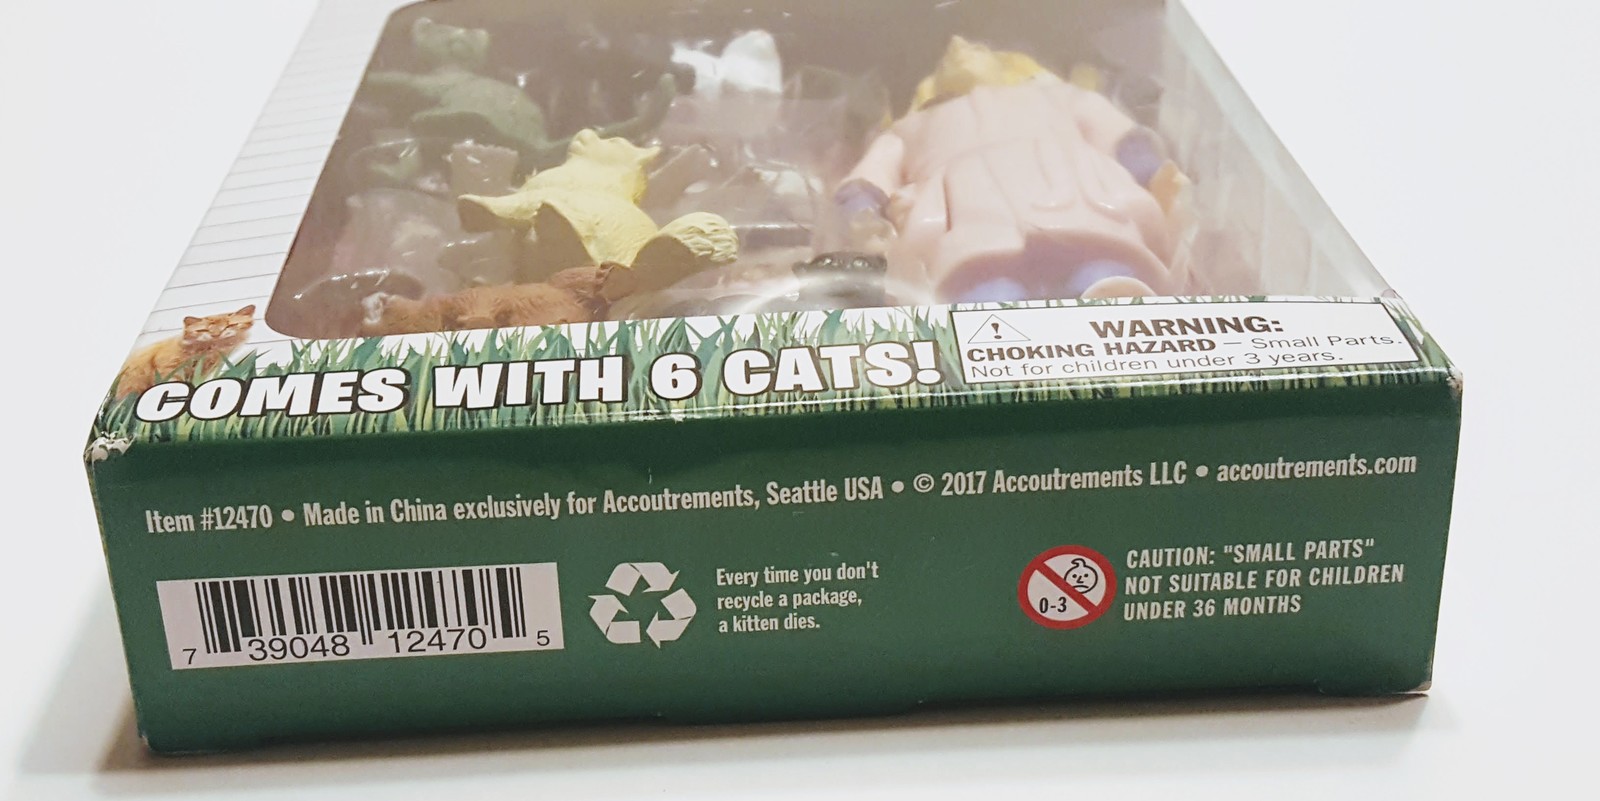 COMES WITH 6 CATS!
WARNING:
CHOKING HAZARD – Small Parts.
Not for children under 3 years.
Item #12470 • Made in China exclusively for Accoutrements, Seattle USA • © 2017 Accoutrements LLC • accoutrements.com
7 39048 12470 5
Every time you don't
recycle a package,
a kitten dies.
0-3
CAUTION: "SMALL PARTS"
NOT SUITABLE FOR CHILDREN
UNDER 36 MONTHS